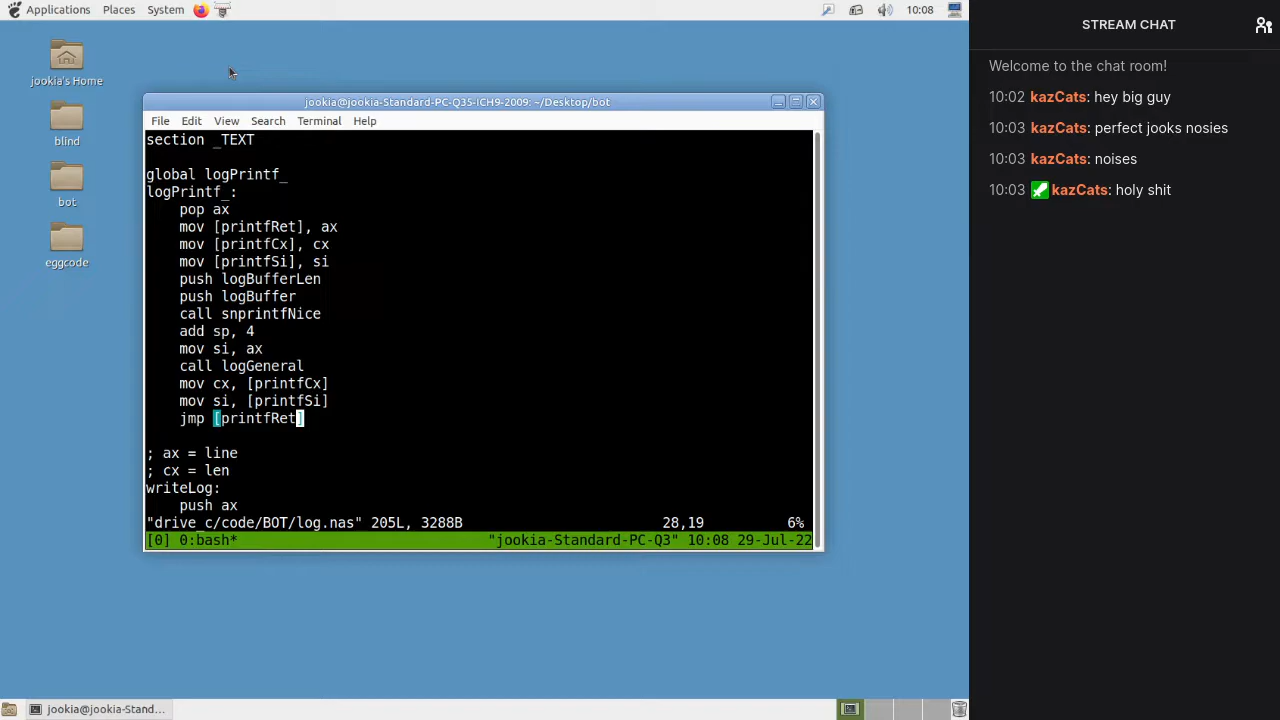 Applications Places System 10:08
jookia's Home
blind
bot
eggcode
jookia@jookia-Standard-PC-Q35-ICH9-2009: ~/Desktop/bot
File Edit View Search Terminal Help
section _TEXT
global logPrintf_
logPrintf_:
pop ax
mov [printfRet], ax
mov [printfCx], cx
mov [printfSi], si
push logBufferLen
push logBuffer
call snprintfNice
add sp, 4
mov si, ax
call logGeneral
mov cx, [printfCx]
mov si, [printfSi]
jmp [printfRet]
; ax = line
; cx = len
writeLog:
push ax
"drive_c/code/BOT/log.nas" 205L, 3288B 28,19 6%
[0] 0:bash* "jookia-Standard-PC-Q3" 10:08 29-Jul-22
jookia@jookia-Stand...
STREAM CHAT
Welcome to the chat room!
10:02 kazCats: hey big guy
10:03 kazCats: perfect jooks nosies
10:03 kazCats: noises
10:03 kazCats: holy shit